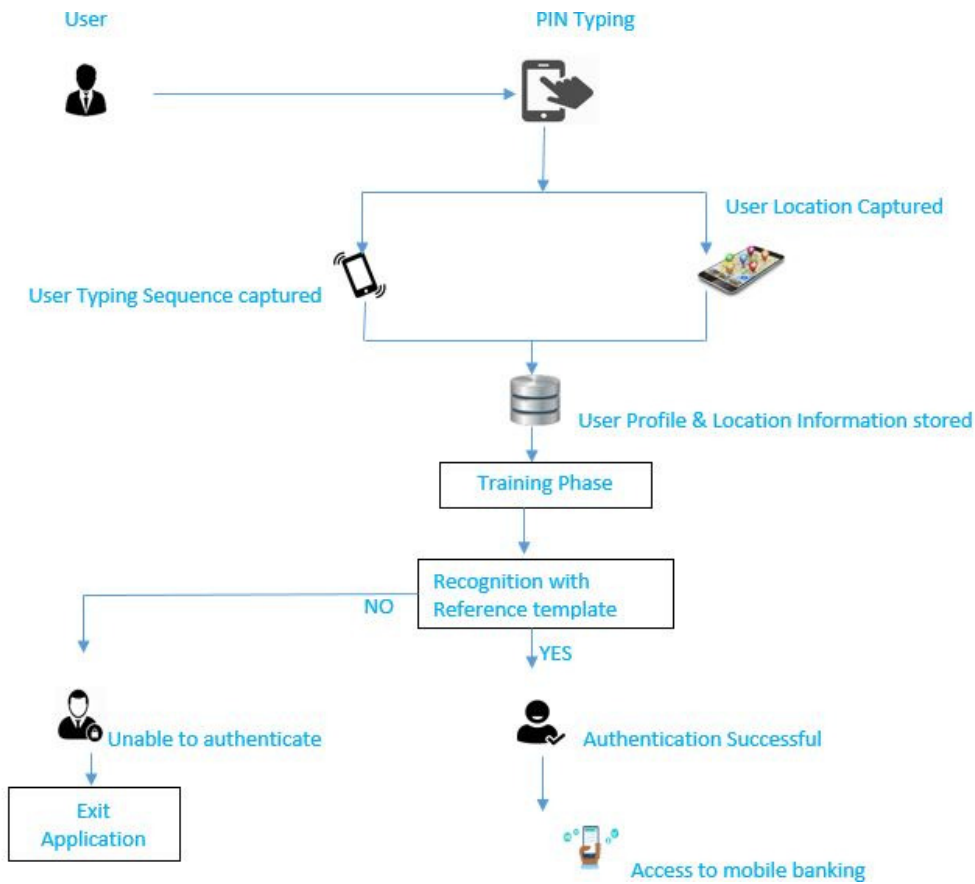 User
PIN Typing
User Location Captured
User Typing Sequence captured
User Profile & Location Information stored
Training Phase
Recognition with
Reference template
NO
YES
Unable to authenticate
Authentication Successful
Exit
Application
Access to mobile banking